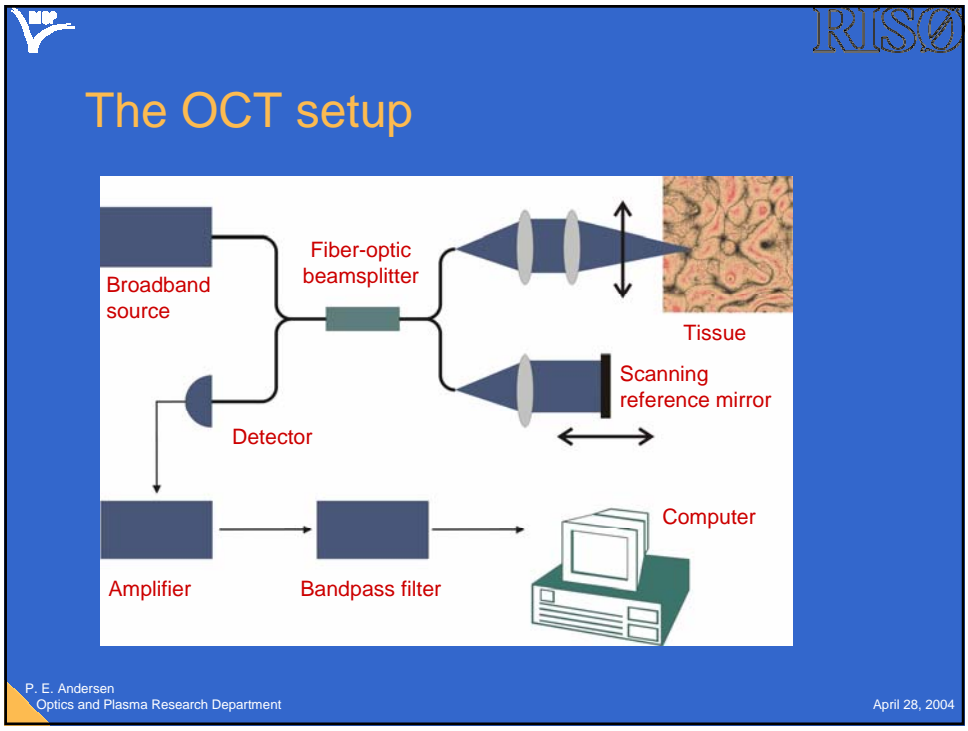 RISØ
The OCT setup
Broadband
source
Fiber-optic
beamsplitter
Tissue
Scanning
reference mirror
Detector
Computer
Amplifier
Bandpass filter
P. E. Andersen
Optics and Plasma Research Department
April 28, 2004